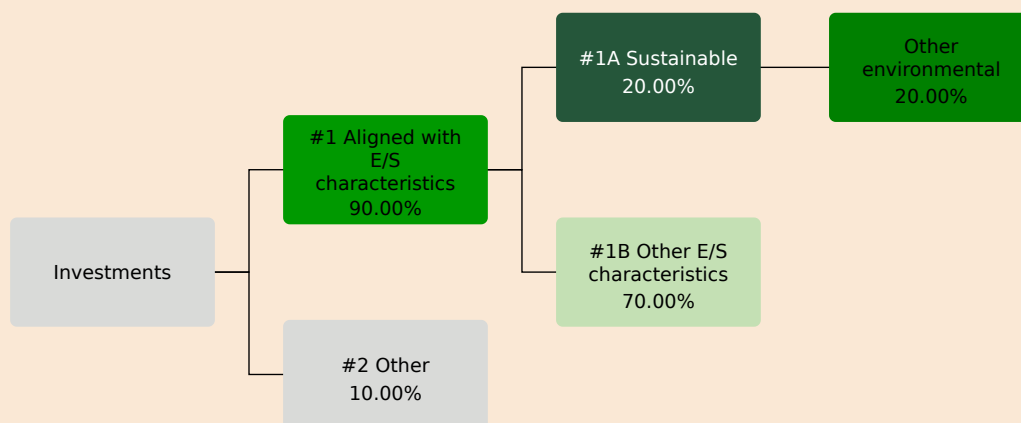 #1A Sustainable
20.00%
Other
environmental
20.00%
#1 Aligned with
E/S
characteristics
90.00%
Investments
#1B Other E/S
characteristics
70.00%
#2 Other
10.00%